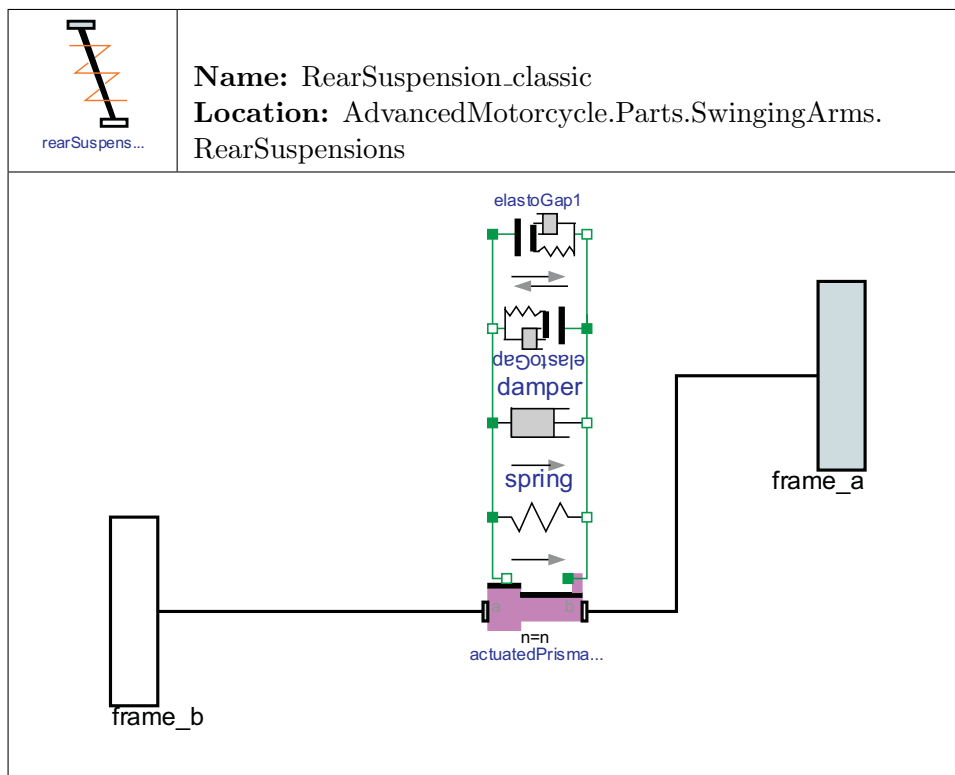 rearSuspens...
Name: RearSuspension_classic
Location: AdvancedMotorcycle.Parts.SwingingArms.
RearSuspensions
elastoGap1
elastoGap
damper
spring
frame_a
a b
n=n
actuatedPrisma...
frame_b